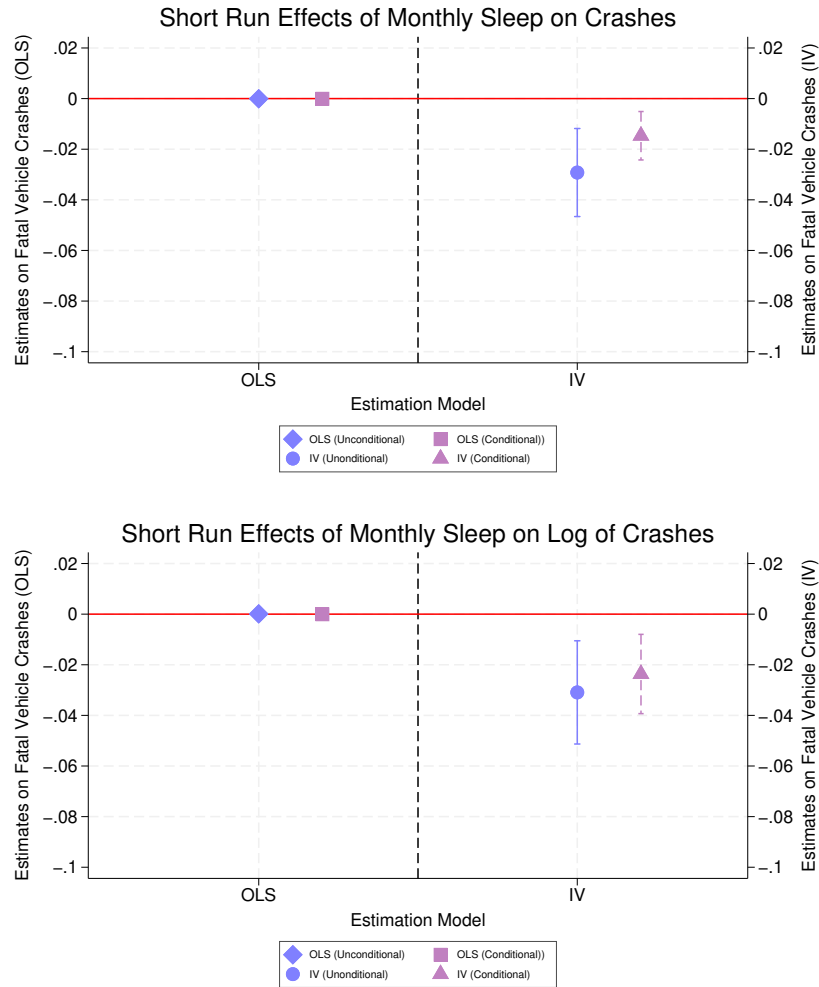 Short Run Effects of Monthly Sleep on Crashes
Estimates on Fatal Vehicle Crashes (OLS)
.02
0
-.02
-.04
-.06
-.08
-.1
.02
0
-.02
-.04
-.06
-.08
-.1
Estimates on Fatal Vehicle Crashes (IV)
OLS IV
Estimation Model
OLS (Unconditional) OLS (Conditional))
IV (Unonditional) IV (Conditional)
Short Run Effects of Monthly Sleep on Log of Crashes
Estimates on Fatal Vehicle Crashes (OLS)
.02
0
-.02
-.04
-.06
-.08
-.1
.02
0
-.02
-.04
-.06
-.08
-.1
Estimates on Fatal Vehicle Crashes (IV)
OLS IV
Estimation Model
OLS (Unconditional) OLS (Conditional))
IV (Unonditional) IV (Conditional)